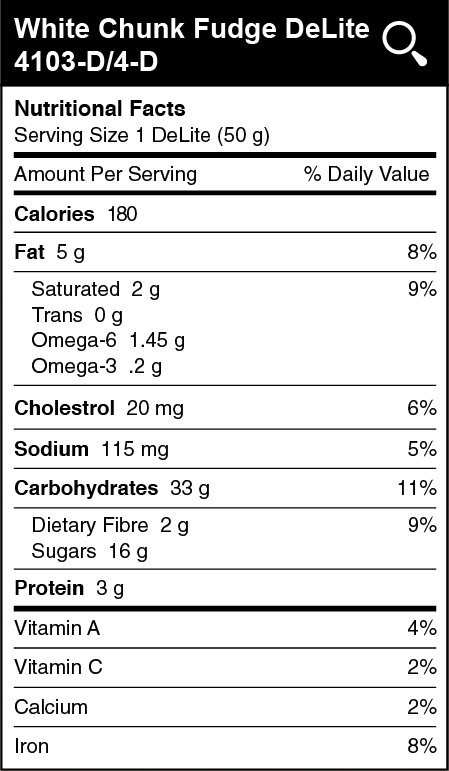 White Chunk Fudge DeLite
4103-D/4-D
Nutritional Facts
Serving Size 1 DeLite (50 g)
Amount Per Serving % Daily Value
Calories 180
Fat 5 g 8%
Saturated 2 g 9%
Trans 0 g
Omega-6 1.45 g
Omega-3 .2 g
Cholestrol 20 mg 6%
Sodium 115 mg 5%
Carbohydrates 33 g 11%
Dietary Fibre 2 g 9%
Sugars 16 g
Protein 3 g
Vitamin A 4%
Vitamin C 2%
Calcium 2%
Iron 8%